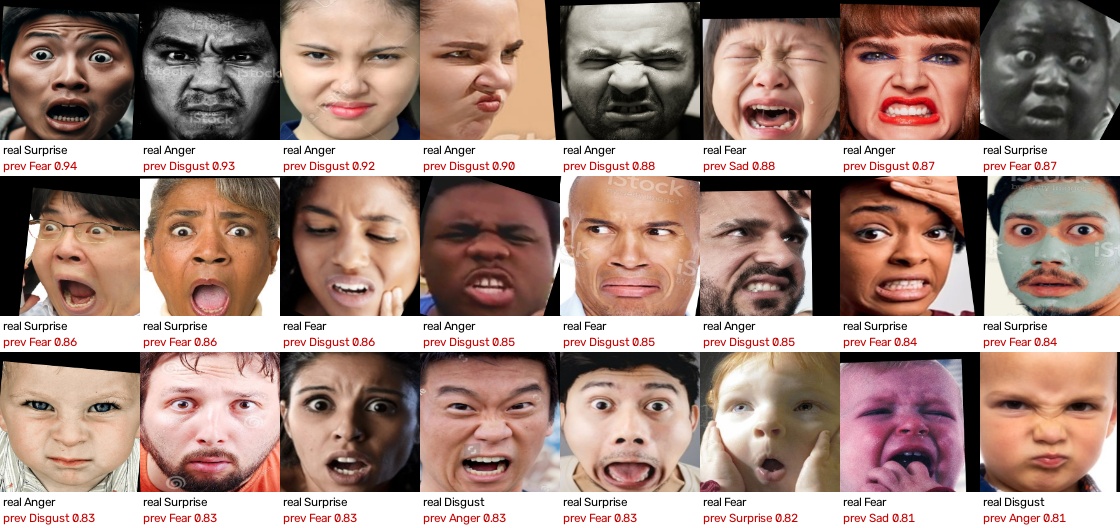 real Surprise
prev Fear 0.94
real Anger
prev Disgust 0.93
real Anger
prev Disgust 0.92
real Anger
prev Disgust 0.90
real Anger
prev Disgust 0.88
real Fear
prev Sad 0.88
real Anger
prev Disgust 0.87
real Surprise
prev Fear 0.87
real Surprise
prev Fear 0.86
real Surprise
prev Fear 0.86
real Fear
prev Disgust 0.86
real Anger
prev Disgust 0.85
real Fear
prev Disgust 0.85
real Anger
prev Disgust 0.85
real Surprise
prev Fear 0.84
real Surprise
prev Fear 0.84
real Anger
prev Disgust 0.83
real Surprise
prev Fear 0.83
real Surprise
prev Fear 0.83
real Disgust
prev Anger 0.83
real Surprise
prev Fear 0.83
real Fear
prev Surprise 0.82
real Fear
prev Sad 0.81
real Disgust
prev Anger 0.81
iStock
iStock
iStock
iStock